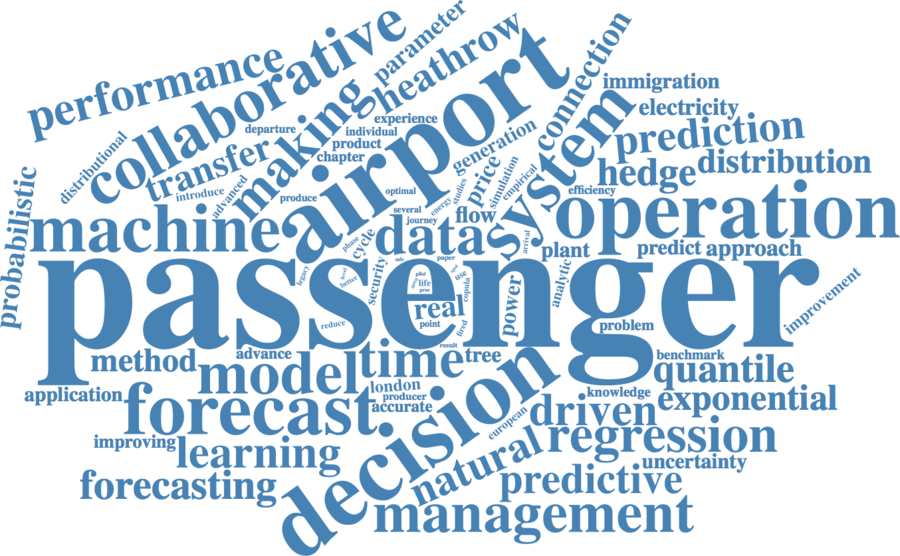 performance
collaborative
parameter
heathrow
connection
making
airport
system
immigration
electricity
prediction
hedge
distribution
distributional
transfer
departure
experience
individual
product
chapter
generation
price
simulation
empirical
efficiency
introduce
advanced
produce
optimal
energy
studies
several
journey
flow
operation
probabilistic
machine
data
arrival
plant
predict
approach
phase
cycle
security
paper
passenger
legacy
level
better
pilot
life
use
copula
real
point
power
analytic
reduce
fired
problem
improvement
result
method
advance
model
time
tree
benchmark
quantile
application
london
producer
accurate
knowledge
exponential
forecast
decision
european
driven
regression
improving
learning
natural
uncertainty
forecasting
predictive
management